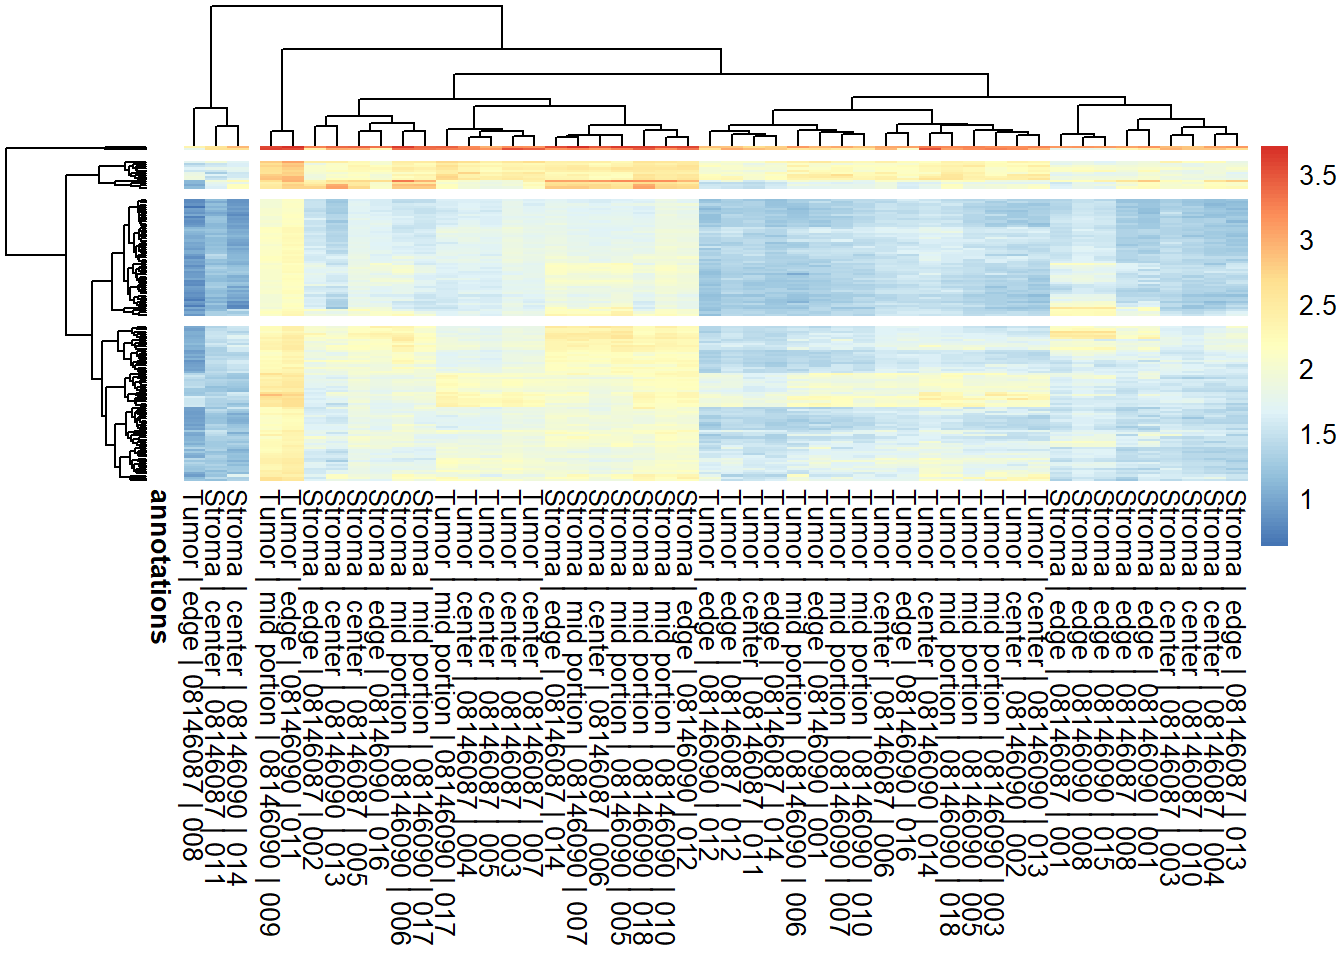 3.5
3
2.5
2
1.5
1
annotations
Tumor | edge | 08146087 | 008
Stroma | center | 08146087 | 011
Stroma | center | 08146090 | 014
Tumor | mid portion | 08146090 | 009
Tumor | edge | 08146090 | 011
Stroma | edge | 08146087 | 002
Stroma | center | 08146090 | 013
Stroma | center | 08146087 | 005
Stroma | edge | 08146090 | 016
Stroma | mid portion | 08146090 | 006
Stroma | mid portion | 08146090 | 017
Tumor | mid portion | 08146090 | 017
Tumor | center | 08146087 | 004
Tumor | center | 08146087 | 005
Tumor | center | 08146087 | 003
Tumor | center | 08146087 | 007
Stroma | edge | 08146087 | 014
Stroma | mid portion | 08146090 | 007
Stroma | center | 08146087 | 006
Stroma | mid portion | 08146090 | 005
Stroma | mid portion | 08146090 | 018
Stroma | mid portion | 08146090 | 010
Stroma | edge | 08146090 | 012
Tumor | edge | 08146090 | 012
Tumor | edge | 08146087 | 012
Tumor | edge | 08146087 | 011
Tumor | edge | 08146087 | 014
Tumor | mid portion | 08146090 | 006
Tumor | edge | 08146090 | 001
Tumor | mid portion | 08146090 | 007
Tumor | mid portion | 08146090 | 010
Tumor | center | 08146087 | 006
Tumor | edge | 08146090 | 016
Tumor | center | 08146090 | 014
Tumor | mid portion | 08146090 | 018
Tumor | mid portion | 08146090 | 005
Tumor | mid portion | 08146090 | 003
Tumor | center | 08146090 | 002
Tumor | center | 08146090 | 013
Stroma | edge | 08146087 | 001
Stroma | edge | 08146090 | 008
Stroma | edge | 08146090 | 015
Stroma | edge | 08146087 | 008
Stroma | edge | 08146090 | 001
Stroma | center | 08146087 | 003
Stroma | center | 08146087 | 010
Stroma | center | 08146087 | 004
Stroma | edge | 08146087 | 013